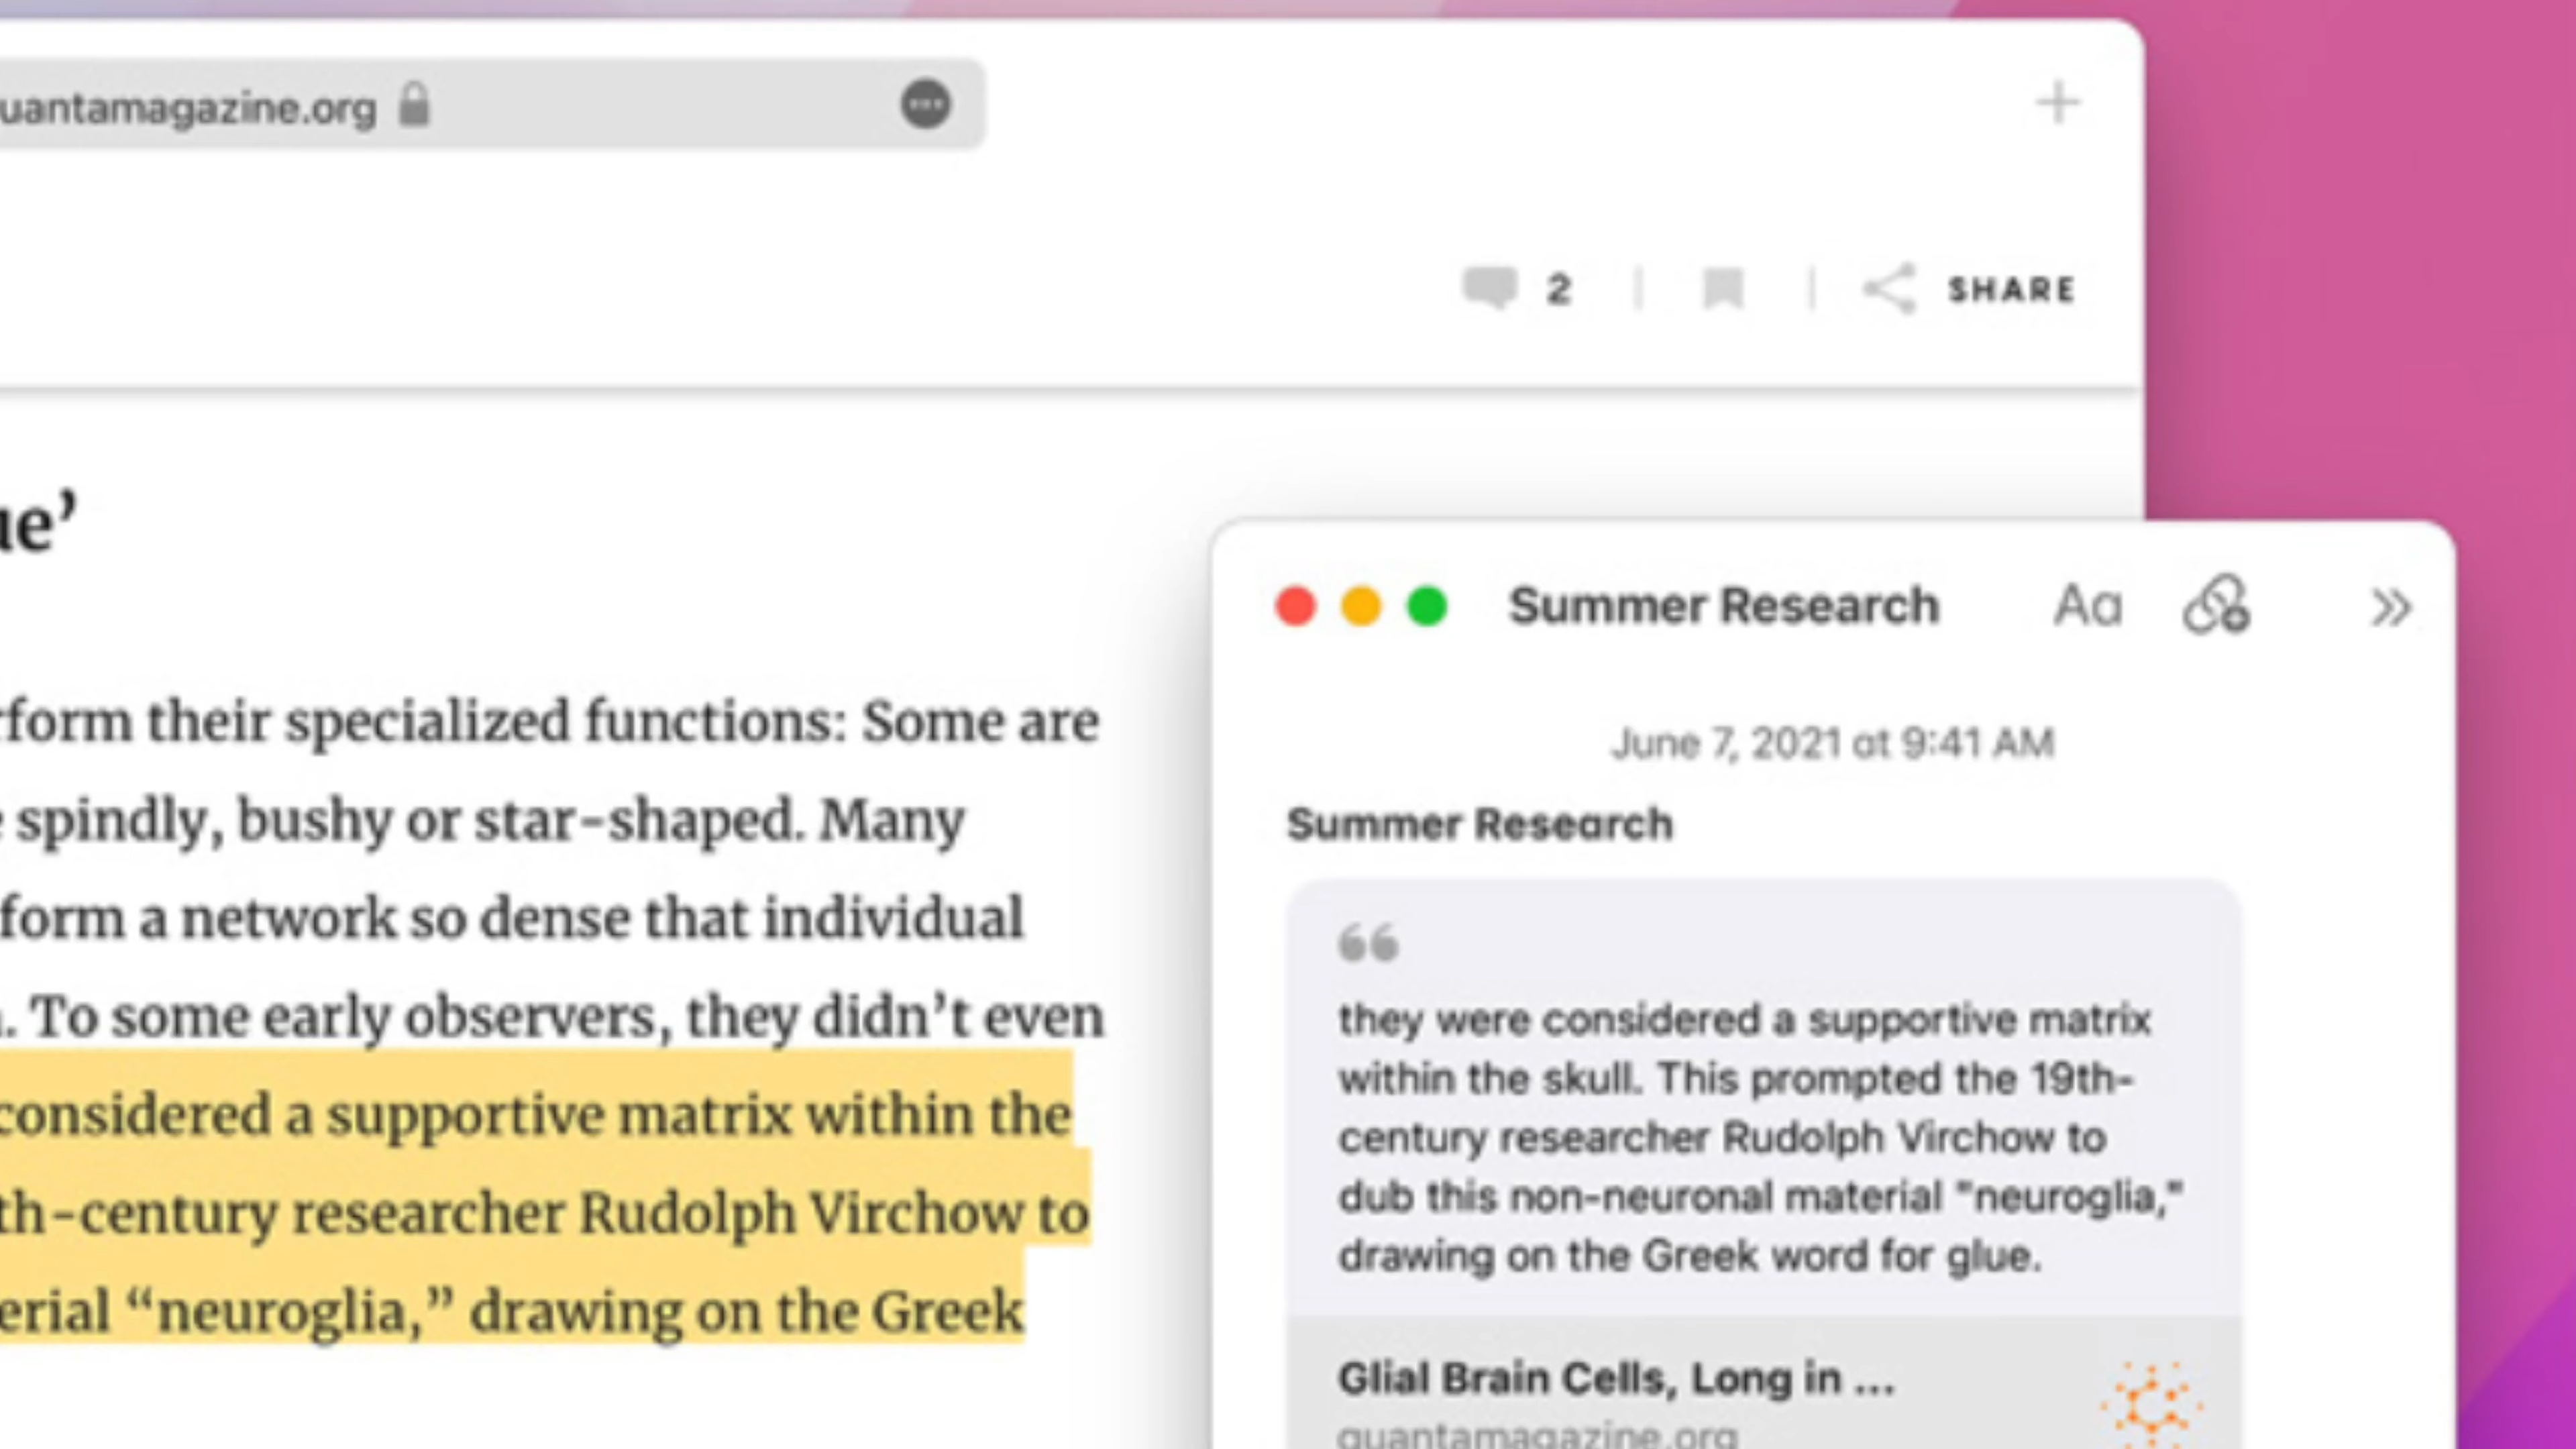 uantamagazine.org
2
SHARE
ue’
rform their specialized functions: Some are
spindly, bushy or star-shaped. Many
form a network so dense that individual
. To some early observers, they didn’t even
considered a supportive matrix within the
th-century researcher Rudolph Virchow to
erial “neuroglia,” drawing on the Greek
Summer Research
Aa
June 7, 2021 at 9:41 AM
Summer Research
they were considered a supportive matrix
within the skull. This prompted the 19th-
century researcher Rudolph Virchow to
dub this non-neuronal material "neuroglia,"
drawing on the Greek word for glue.
Glial Brain Cells, Long in ...
quantamagazine.org